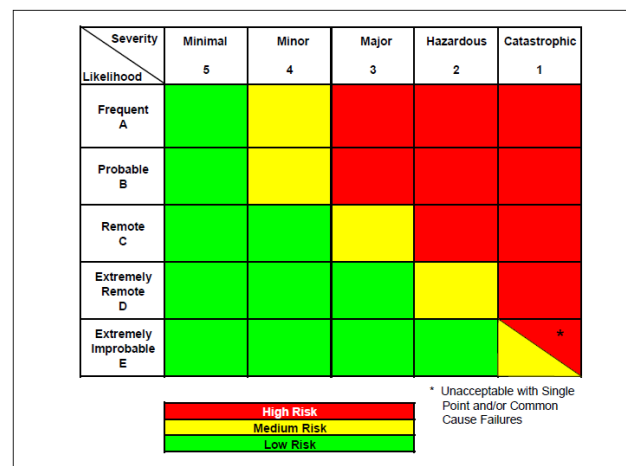 Severity
Likelihood
Minimal
5
Minor
4
Major
3
Hazardous
2
Catastrophic
1
Frequent
A
Probable
B
Remote
C
Extremely
Remote
D
Extremely
Improbable
E
*
High Risk
Medium Risk
Low Risk
* Unacceptable with Single
Point and/or Common
Cause Failures